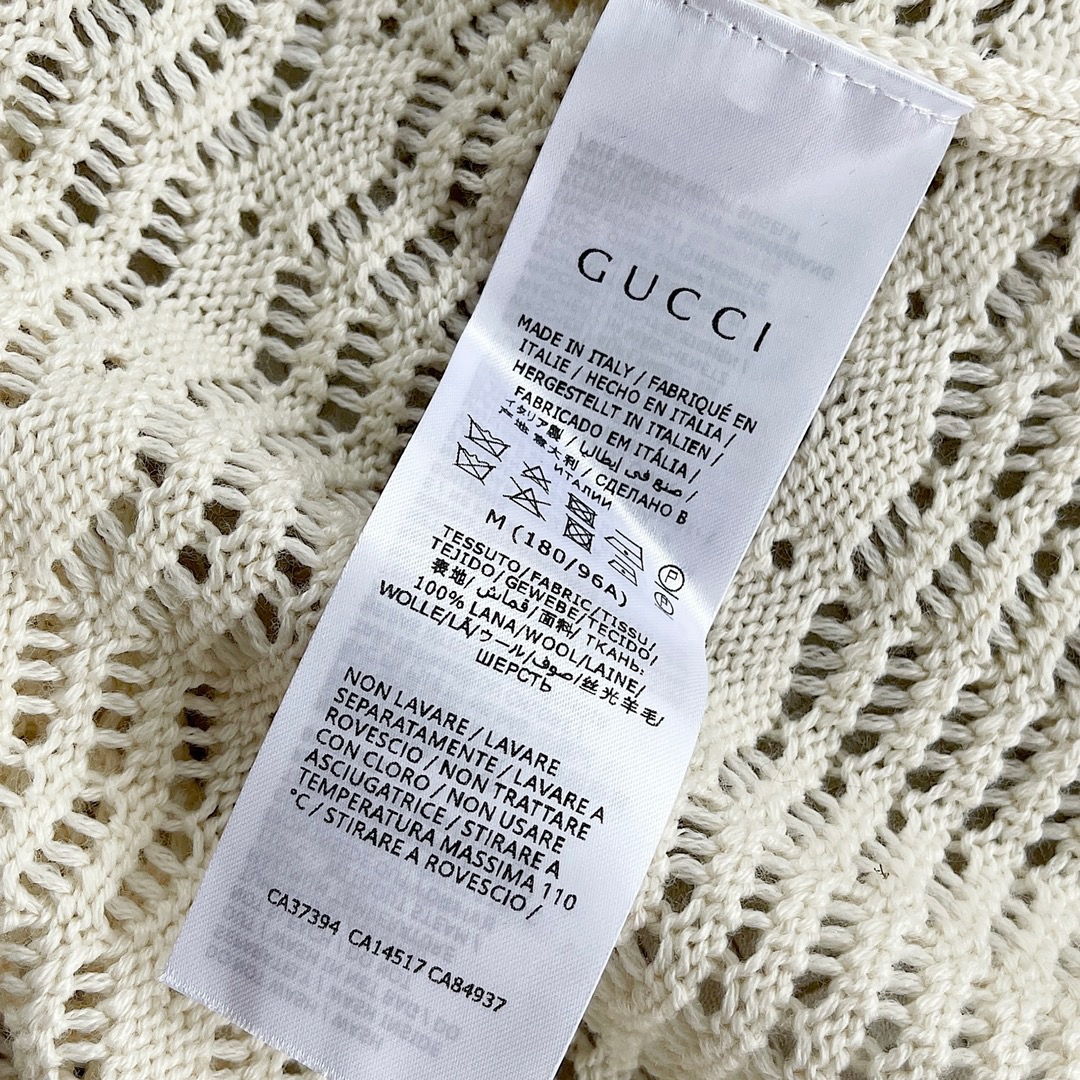 GUCCI
MADE IN ITALY / FABRIQUÉ EN
ITALIE / HECHO EN ITALIA /
HERGESTELLT IN ITALIEN /
FABRICADO EM ITÁLIA /
イタリア製 / صنع في إيطاليا /
产地 意大利 / СДЕЛАНО В
ИТАЛИИ
P
P
M (180/96A)
TESSUTO/FABRIC/TISSU/
TEJIDO/GEWEBE/TECIDO/
表地/قماش/面料/ ТКАНЬ:
100% LANA/WOOL/LAINE/
WOLLE/LÃ/ウール/صوف/丝光羊毛/
ШЕРСТЬ
NON LAVARE / LAVARE
SEPARATAMENTE / LAVARE A
ROVESCIO / NON TRATTARE
CON CLORO / NON USARE
ASCIUGATRICE / STIRARE A
TEMPERATURA MASSIMA 110
°C / STIRARE A ROVESCIO /
CA37394 CA14517 CA84937